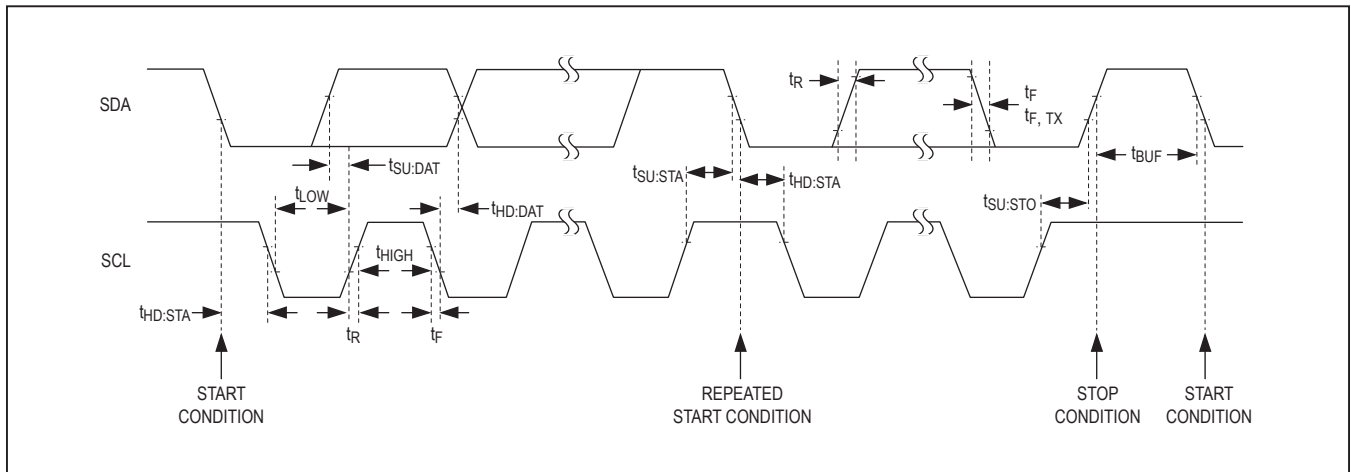 SDA
tR
tF
tF, TX
tSU:DAT
tLOW
tHD:DAT
tSU:STA
tHD:STA
tBUF
tSU:STO
SCL
tHIGH
tHD:STA
tR
tF
START
CONDITION
REPEATED
START CONDITION
STOP
CONDITION
START
CONDITION